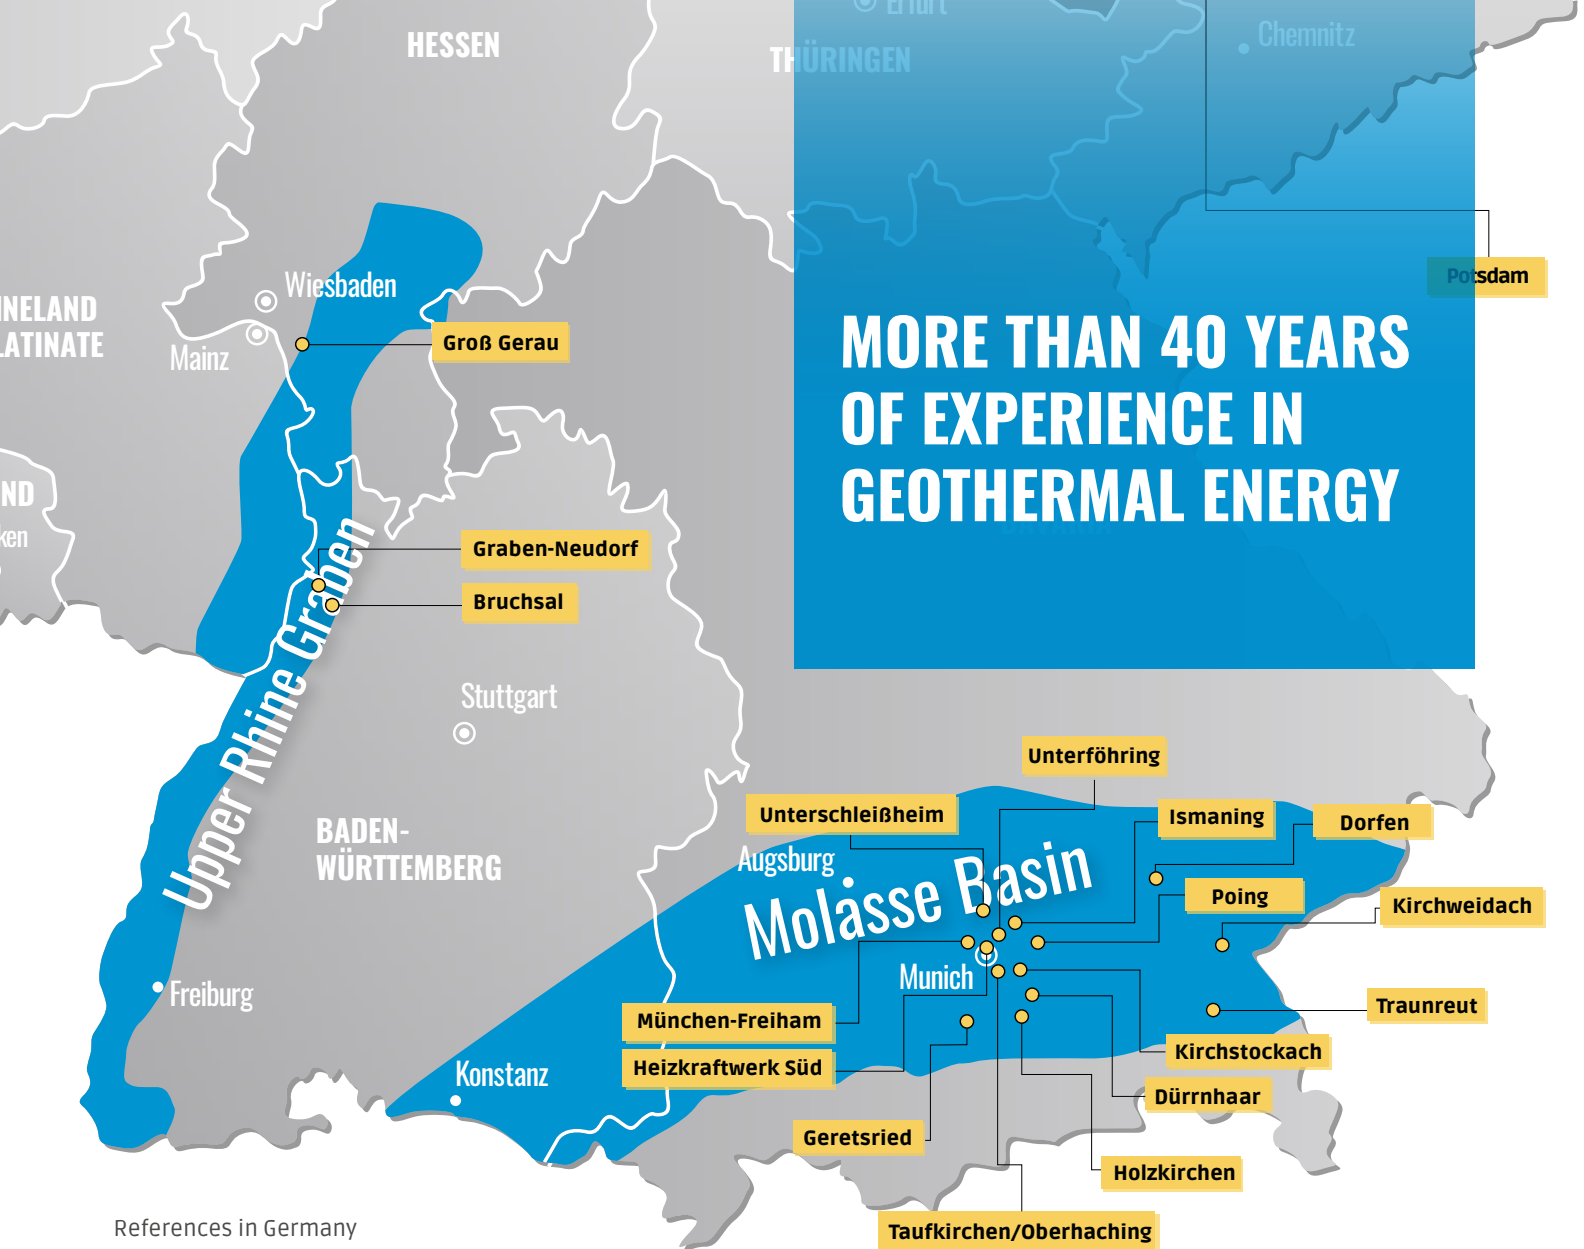 Erfurt
HESSEN
Chemnitz
THÜRINGEN
Potsdam
Wiesbaden
Groß Gerau
Mainz
MORE THAN 40 YEARS
OF EXPERIENCE IN
GEOTHERMAL ENERGY
Graben-Neudorf
Bruchsal
Upper Rhine Graben
Stuttgart
BADEN-
WÜRTTEMBERG
Unterföhring
Unterschleißheim
Ismaning
Dorfen
Augsburg
Molasse Basin
Poing
Kirchweidach
Munich
Freiburg
München-Freiham
Traunreut
Heizkraftwerk Süd
Kirchstockach
Konstanz
Dürrnhaar
Geretsried
Holzkirchen
Taufkirchen/Oberhaching
References in Germany